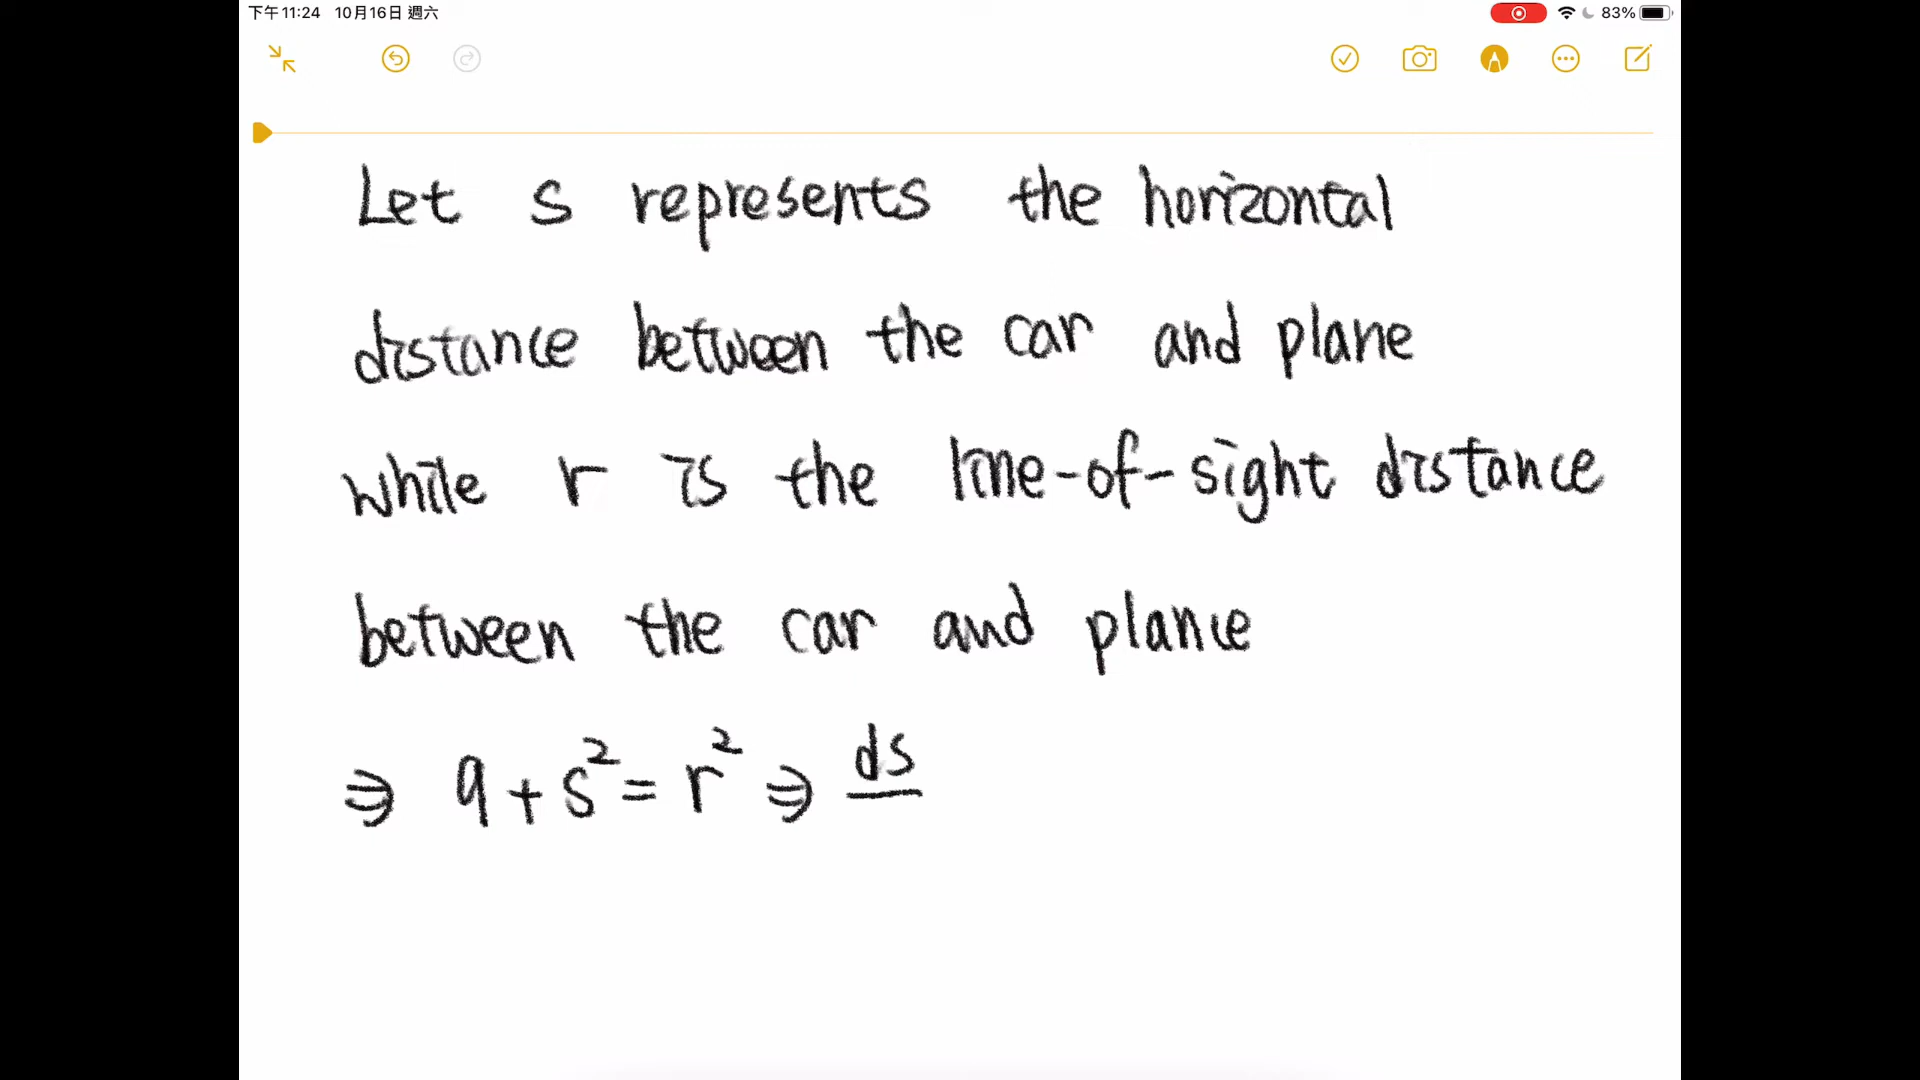 下午11:24 10月16日 週六 83%
Let s represents the horizontal
distance between the car and plane
while r is the line-of-sight distance
between the car and plance
⇒ 9 + s² = r² ⇒ ds